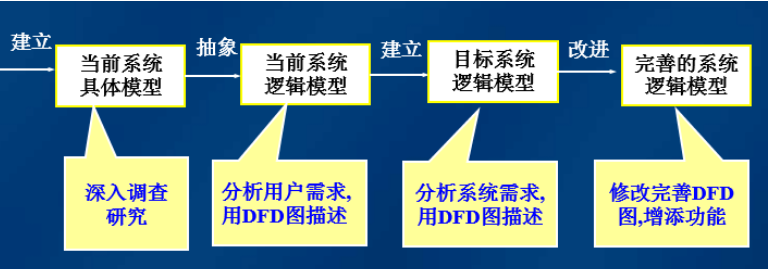 建立
当前系统
具体模型
抽象
当前系统
逻辑模型
建立
目标系统
逻辑模型
改进
完善的系统
逻辑模型
深入调查
研究
分析用户需求,
用DFD图描述
分析系统需求,
用DFD图描述
修改完善DFD
图,增添功能